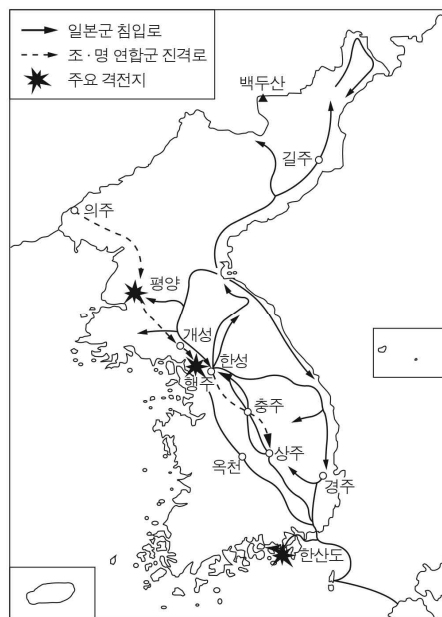 일본군 침입로
조·명 연합군 진격로
주요 격전지
백두산
길주
의주
평양
개성
한성
행주
충주
상주
옥천
경주
한산도